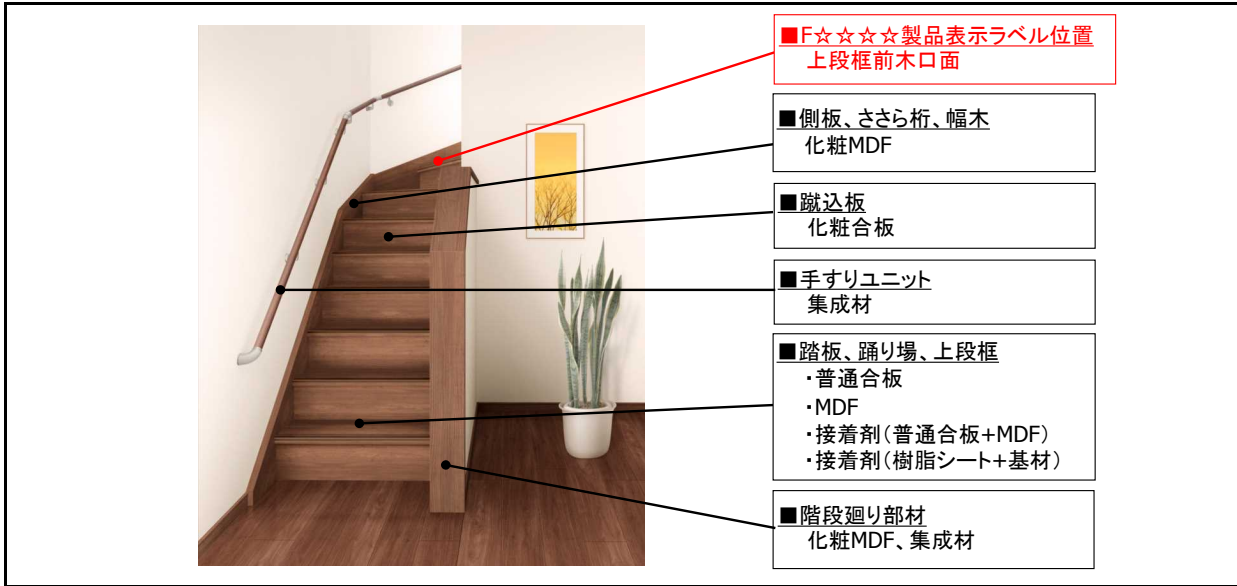 ■F☆☆☆☆製品表示ラベル位置
上段框前木口面
■側板、ささら桁、幅木
化粧MDF
■蹴込板
化粧合板
■手すりユニット
集成材
■踏板、踊り場、上段框
・普通合板
・MDF
・接着剤(普通合板+MDF)
・接着剤(樹脂シート+基材)
■階段廻り部材
化粧MDF、集成材